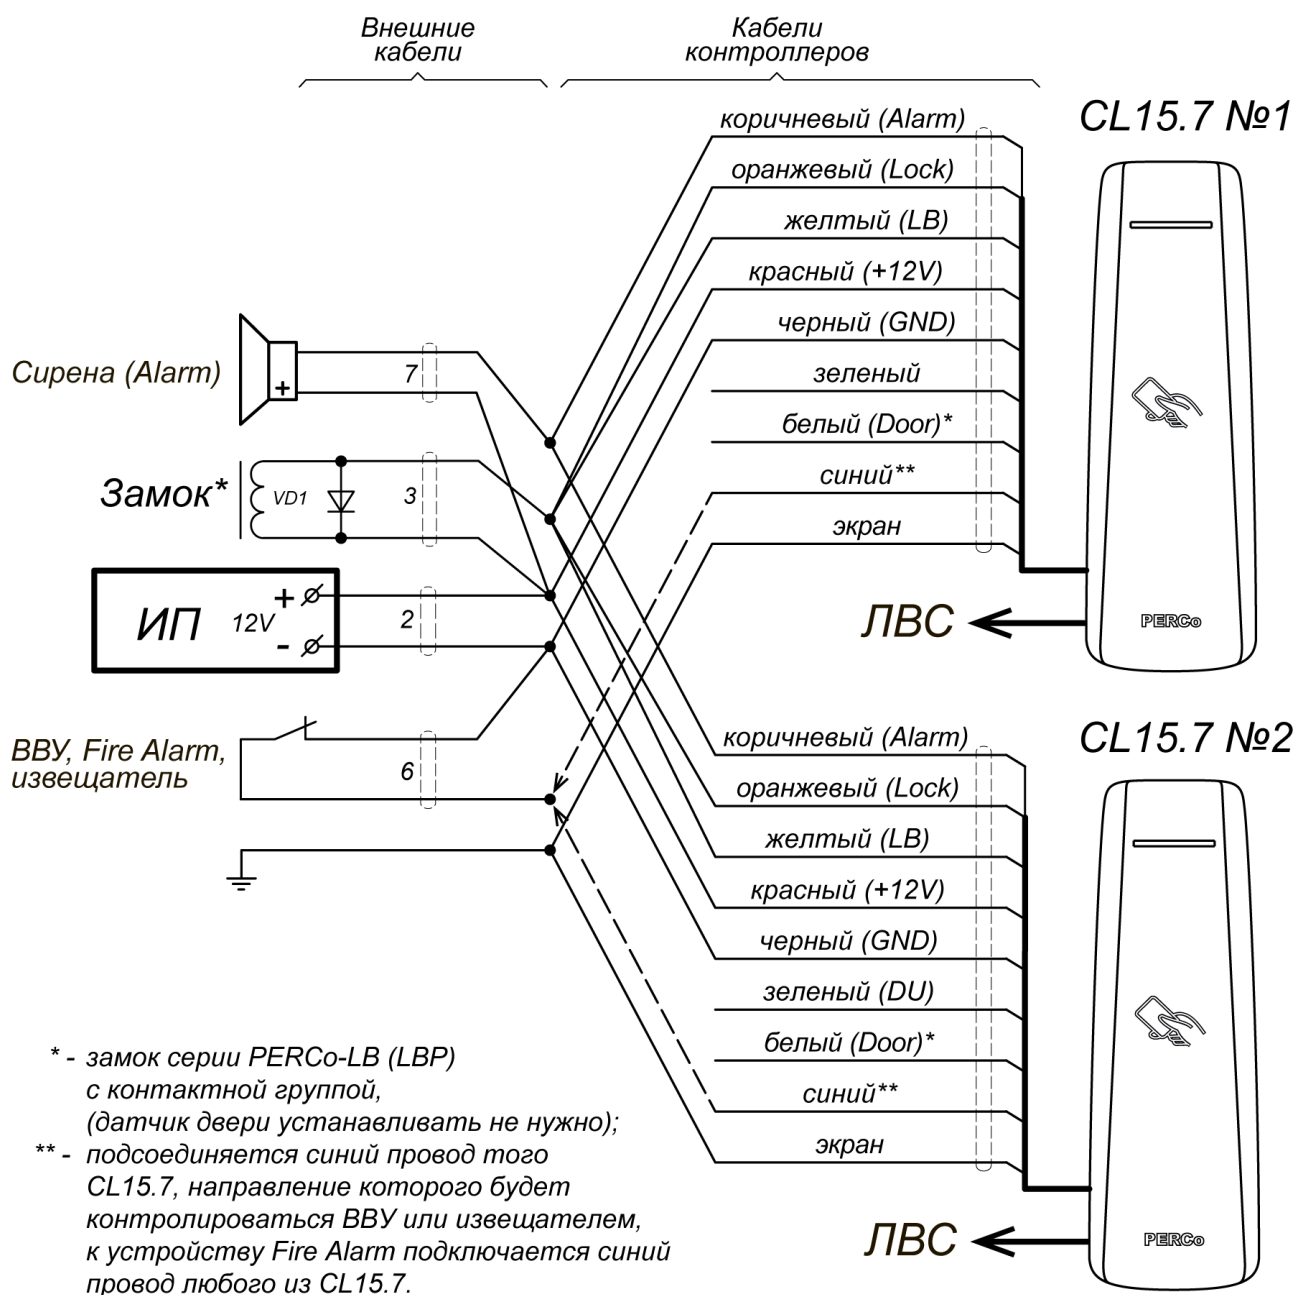 Внешние
кабели
Кабели
контроллеров
CL15.7 №1
коричневый (Alarm)
оранжевый (Lock)
желтый (LB)
красный (+12V)
черный (GND)
зеленый
белый (Door)*
синий**
экран
ЛВС
PERCo
Сирена (Alarm)
+
7
Замок*
VD1
3
ИП
12V
+
-
2
ВВУ, Fire Alarm,
извещатель
6
CL15.7 №2
коричневый (Alarm)
оранжевый (Lock)
желтый (LB)
красный (+12V)
черный (GND)
зеленый (DU)
белый (Door)*
синий**
экран
ЛВС
PERCo
* - замок серии PERCo-LB (LBP)
с контактной группой,
(датчик двери устанавливать не нужно);
** - подсоединяется синий провод того
CL15.7, направление которого будет
контролироваться ВВУ или извещателем,
к устройству Fire Alarm подключается синий
провод любого из CL15.7.